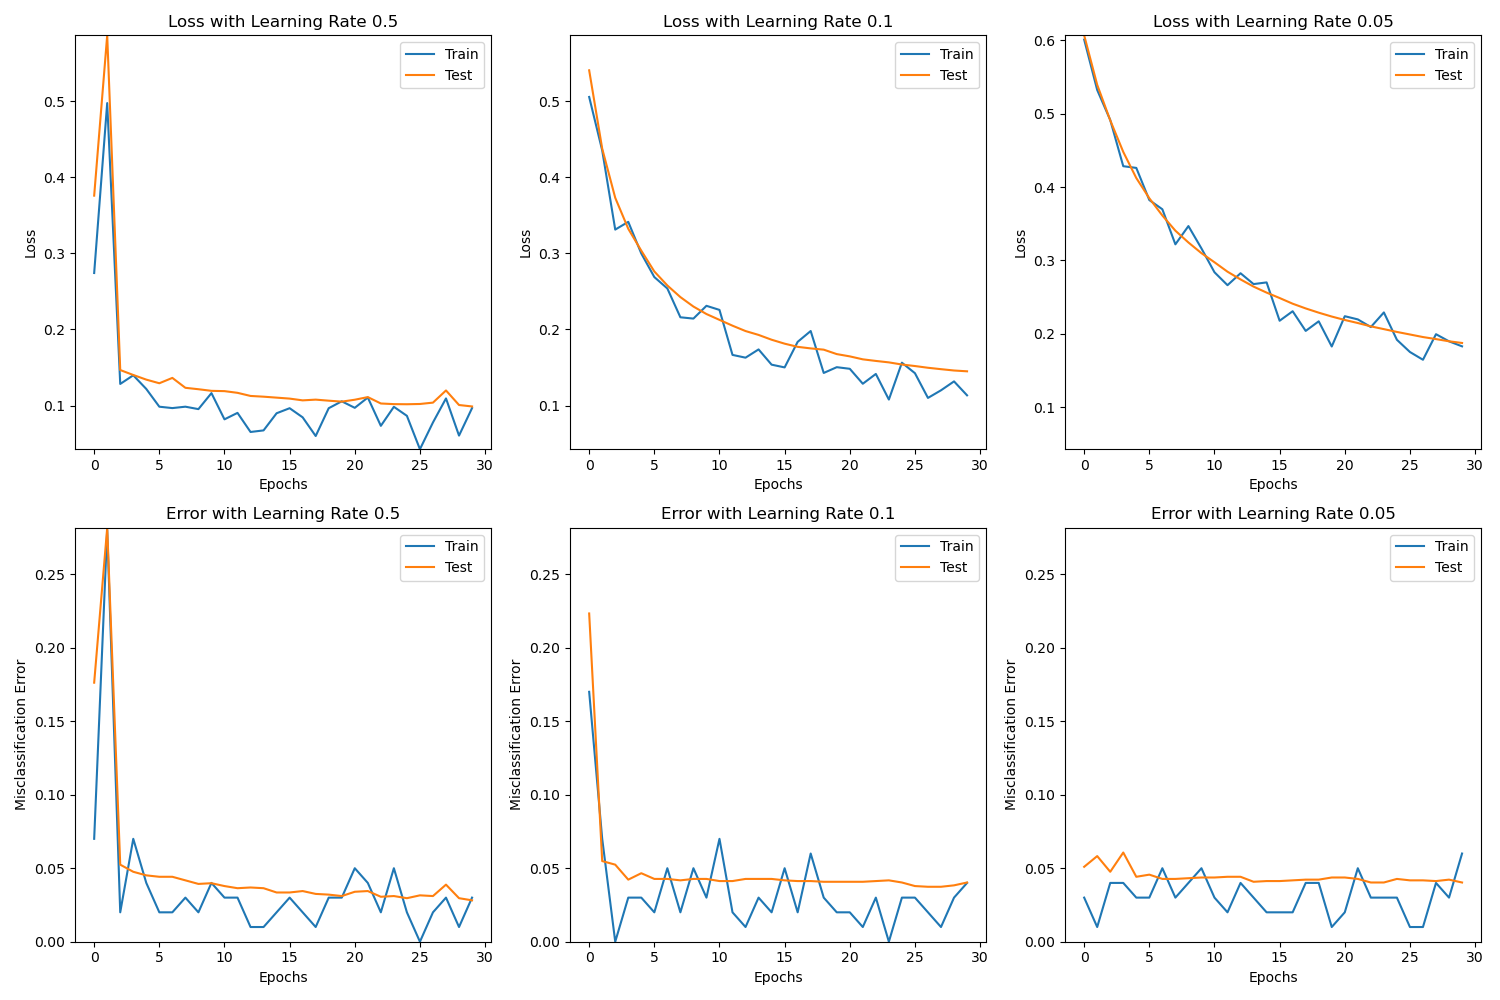 Loss with Learning Rate 0.5
Train
Test
0.5
0.4
0.3
0.2
0.1
Loss
0 5 10 15 20 25 30
Epochs
Loss with Learning Rate 0.1
Train
Test
0.5
0.4
0.3
0.2
0.1
Loss
0 5 10 15 20 25 30
Epochs
Loss with Learning Rate 0.05
Train
Test
0.6
0.5
0.4
0.3
0.2
0.1
Loss
0 5 10 15 20 25 30
Epochs
Error with Learning Rate 0.5
Train
Test
0.25
0.20
0.15
0.10
0.05
0.00
Misclassification Error
0 5 10 15 20 25 30
Epochs
Error with Learning Rate 0.1
Train
Test
0.25
0.20
0.15
0.10
0.05
0.00
Misclassification Error
0 5 10 15 20 25 30
Epochs
Error with Learning Rate 0.05
Train
Test
0.25
0.20
0.15
0.10
0.05
0.00
Misclassification Error
0 5 10 15 20 25 30
Epochs